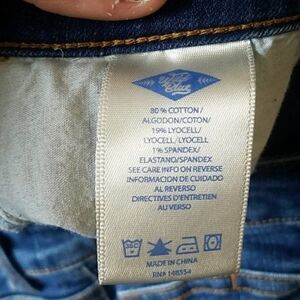 80 % COTTON/
ALGODON/COTON/
19% LYOCELL/
LYOCELL/LYOCELL
1% SPANDEX/
ELASTANO/SPANDEX
SEE CARE INFO ON REVERSE
INFORMACION DE CUIDADO
AL REVERSO
DIRECTIVES D'ENTRETIEN
AU VERSO
MADE IN CHINA
RN# 148554